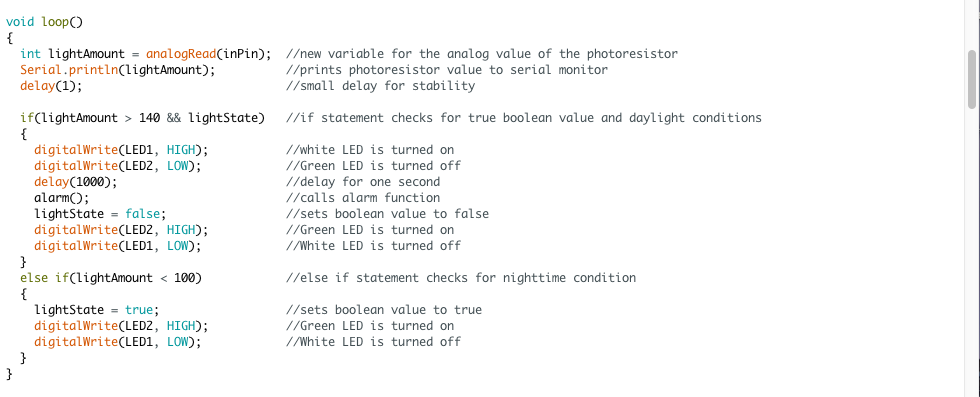 void loop()
{
  int lightAmount = analogRead(inPin);  //new variable for the analog value of the photoresistor
  Serial.println(lightAmount);          //prints photoresistor value to serial monitor
  delay(1);                             //small delay for stability

  if(lightAmount > 140 && lightState)   //if statement checks for true boolean value and daylight conditions
  {
    digitalWrite(LED1, HIGH);           //white LED is turned on
    digitalWrite(LED2, LOW);            //Green LED is turned off
    delay(1000);                        //delay for one second
    alarm();                            //calls alarm function
    lightState = false;                 //sets boolean value to false
    digitalWrite(LED2, HIGH);           //Green LED is turned on
    digitalWrite(LED1, LOW);            //White LED is turned off
  }
  else if(lightAmount < 100)            //else if statement checks for nighttime condition
  {
    lightState = true;                  //sets boolean value to true
    digitalWrite(LED2, HIGH);           //Green LED is turned on
    digitalWrite(LED1, LOW);            //White LED is turned off
  }
}